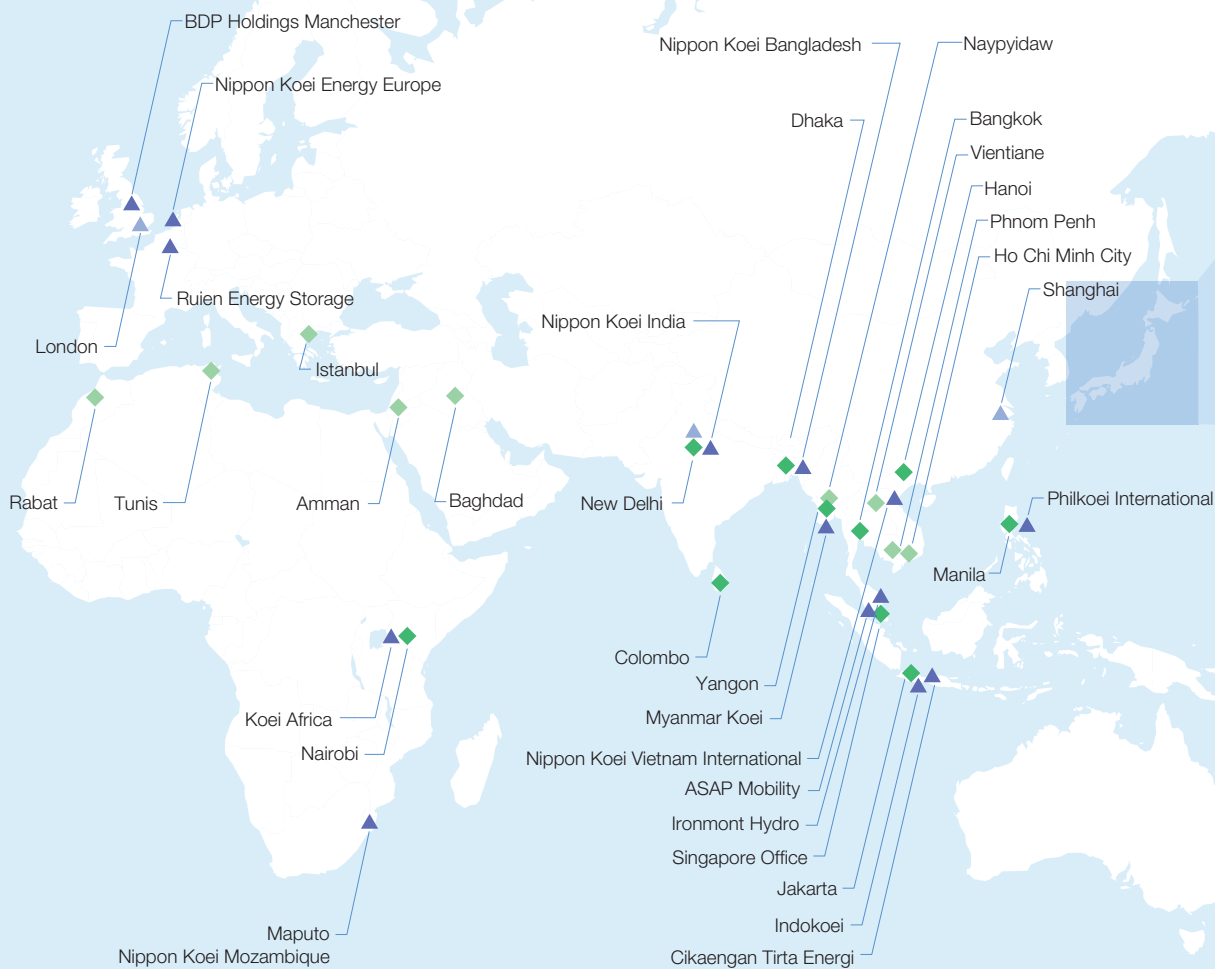 BDP Holdings Manchester
Nippon Koei Energy Europe
Ruien Energy Storage
London
Istanbul
Rabat
Tunis
Amman
Baghdad
Koei Africa
Nairobi
Maputo
Nippon Koei Mozambique
Nippon Koei Bangladesh
Naypyidaw
Dhaka
Bangkok
Vientiane
Hanoi
Phnom Penh
Ho Chi Minh City
Shanghai
Nippon Koei India
New Delhi
Philkoei International
Manila
Colombo
Yangon
Myanmar Koei
Nippon Koei Vietnam International
ASAP Mobility
Ironmont Hydro
Singapore Office
Jakarta
Indokoei
Cikaengan Tirta Energi